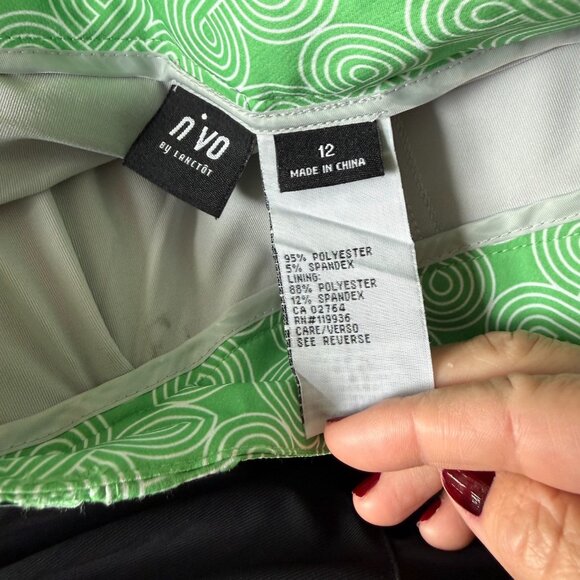 nivo
BY LANCTÔT
12
MADE IN CHINA
95% POLYESTER
5% SPANDEX
LINING:
88% POLYESTER
12% SPANDEX
CA 02764
RN#119936
CARE/VERSO
SEE REVERSE